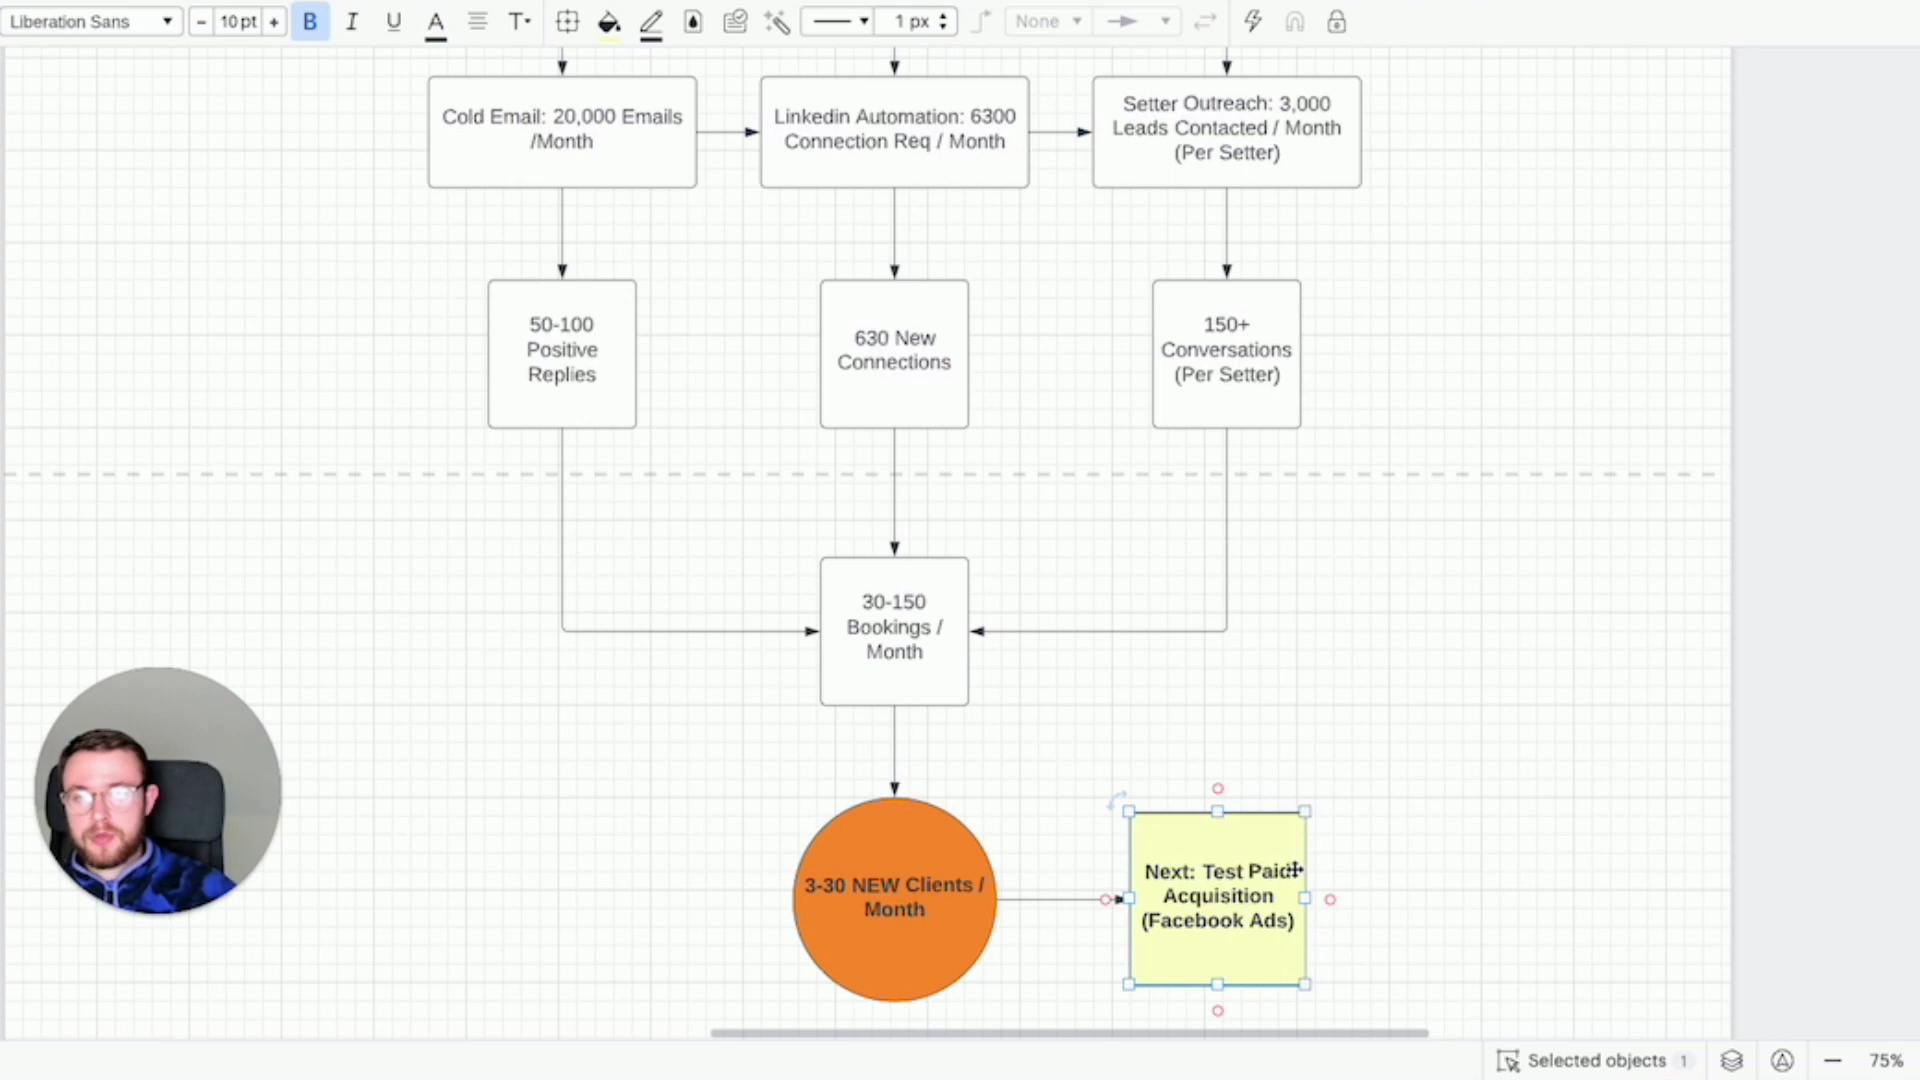 Liberation Sans
- 10 pt +
B I U A T
1 px
None
Cold Email: 20,000 Emails
/Month
Linkedin Automation: 6300
Connection Req / Month
Setter Outreach: 3,000
Leads Contacted / Month
(Per Setter)
50-100
Positive
Replies
630 New
Connections
150+
Conversations
(Per Setter)
30-150
Bookings /
Month
3-30 NEW Clients /
Month
Next: Test Paid
Acquisition
(Facebook Ads)
Selected objects 1
75%